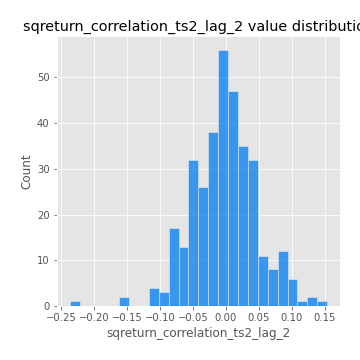 sqreturn_correlation_ts2_lag_2 value distributio
Count
50
40
30
20
10
0
−0.25 −0.20 −0.15 −0.10 −0.05 0.00 0.05 0.10 0.15
sqreturn_correlation_ts2_lag_2